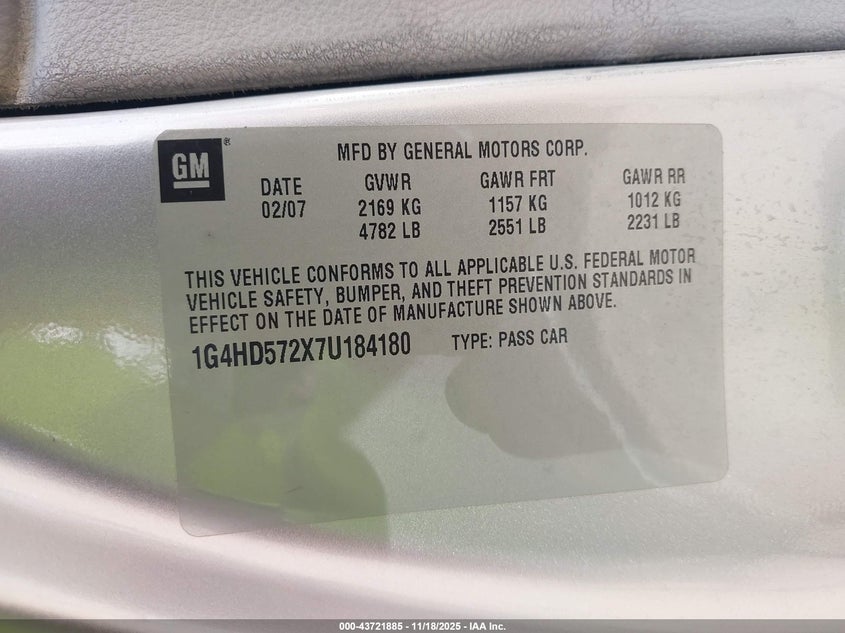 GM ®
MFD BY GENERAL MOTORS CORP.
DATE GVWR GAWR FRT GAWR RR
02/07 2169 KG 1157 KG 1012 KG
4782 LB 2551 LB 2231 LB
THIS VEHICLE CONFORMS TO ALL APPLICABLE U.S. FEDERAL MOTOR
VEHICLE SAFETY, BUMPER, AND THEFT PREVENTION STANDARDS IN
EFFECT ON THE DATE OF MANUFACTURE SHOWN ABOVE.
1G4HD572X7U184180 TYPE: PASS CAR
000-43721885 - 11/18/2025 - IAA Inc.